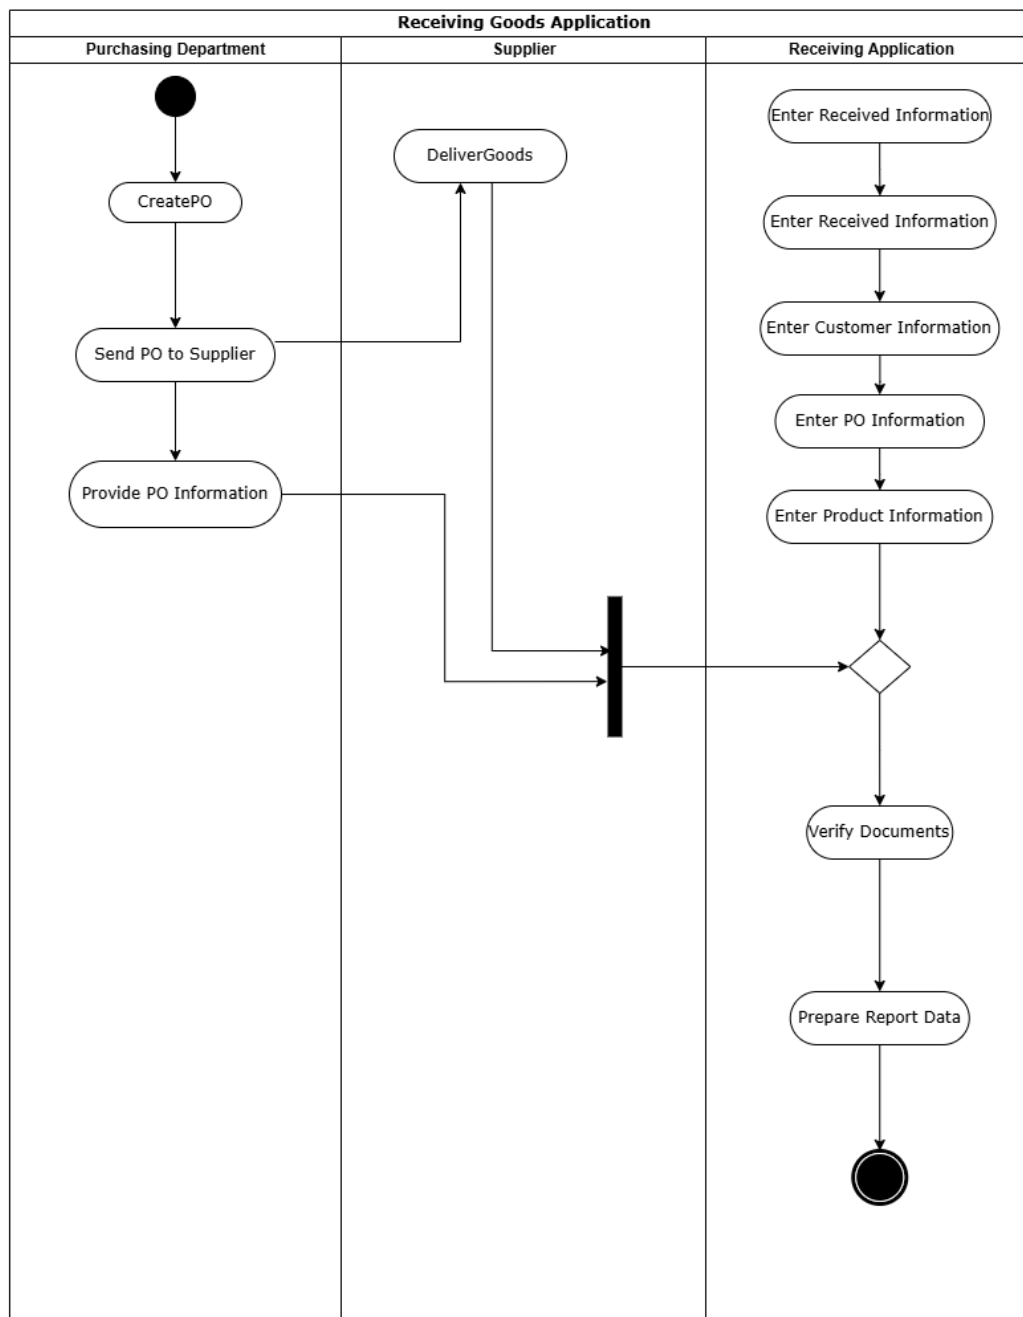 Receiving Goods Application
Purchasing Department
Supplier
Receiving Application
CreatePO
Send PO to Supplier
Provide PO Information
DeliverGoods
Enter Received Information
Enter Received Information
Enter Customer Information
Enter PO Information
Enter Product Information
Verify Documents
Prepare Report Data